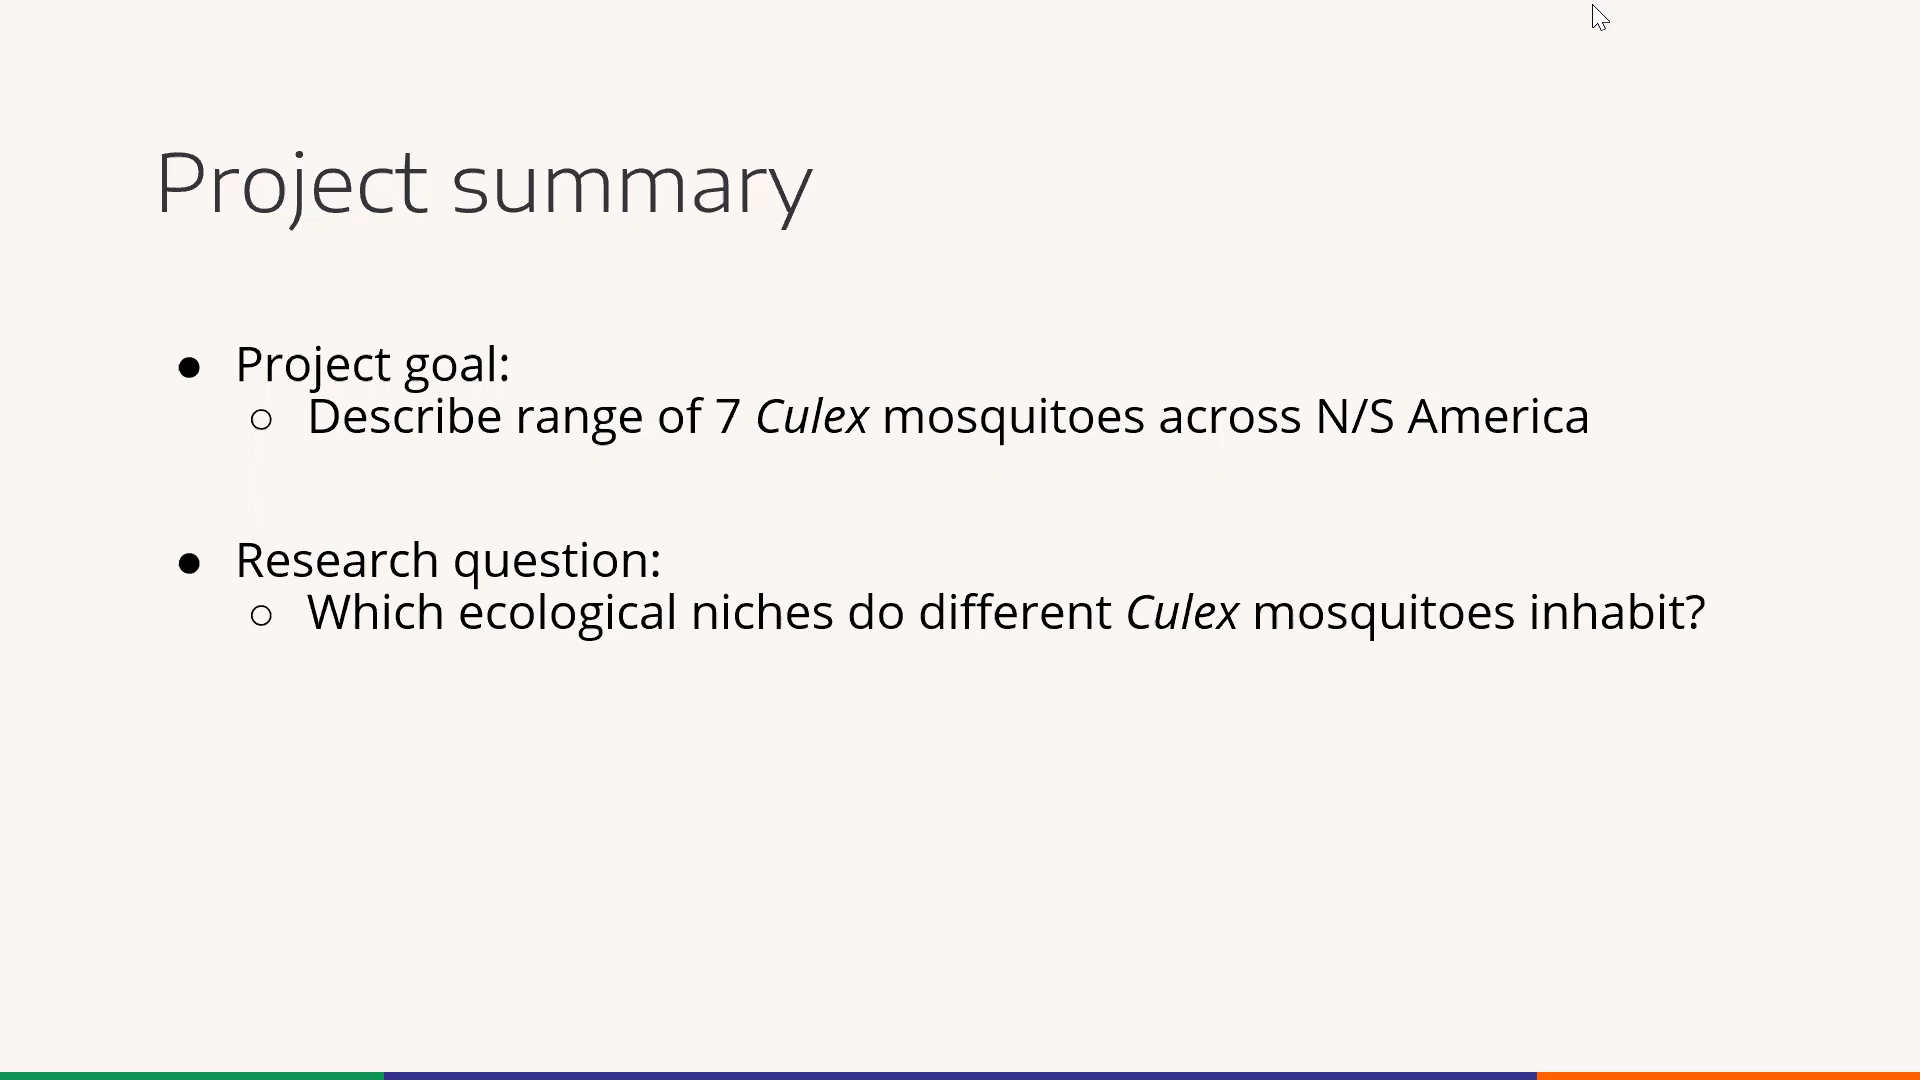 Project summary
● Project goal:
○ Describe range of 7 Culex mosquitoes across N/S America
● Research question:
○ Which ecological niches do different Culex mosquitoes inhabit?